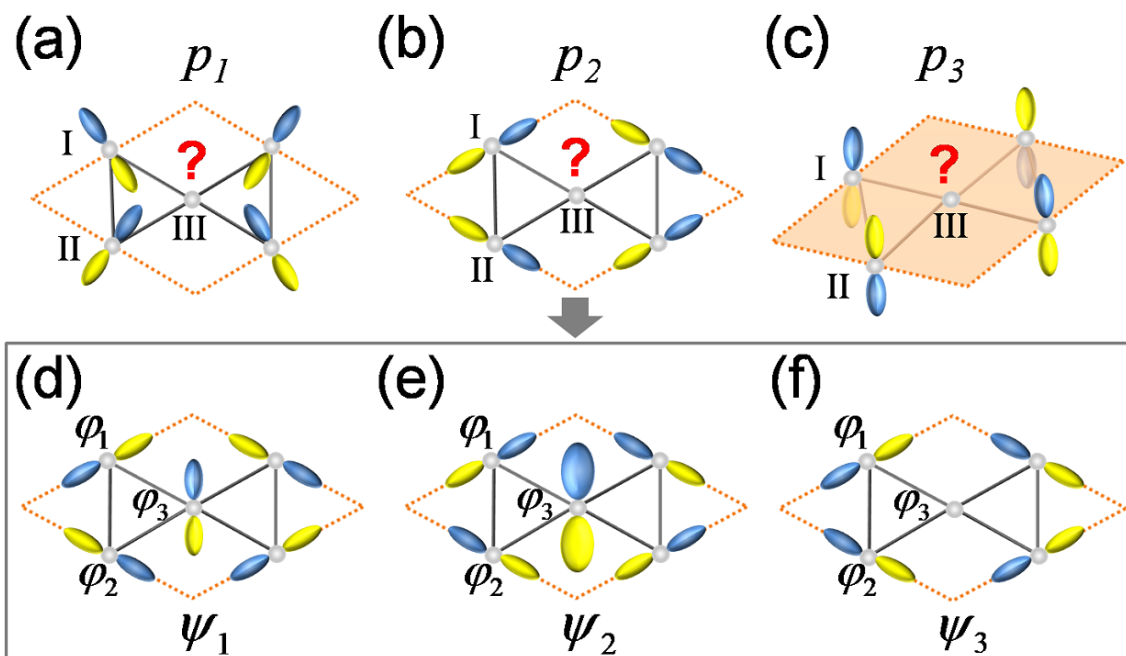 (a)
p₁
I
?
II
III
(b)
p₂
I
?
II
III
(c)
p₃
I
?
II
III
(d)
φ₁
φ₃
φ₂
ψ₁
(e)
φ₁
φ₃
φ₂
ψ₂
(f)
φ₁
φ₃
φ₂
ψ₃